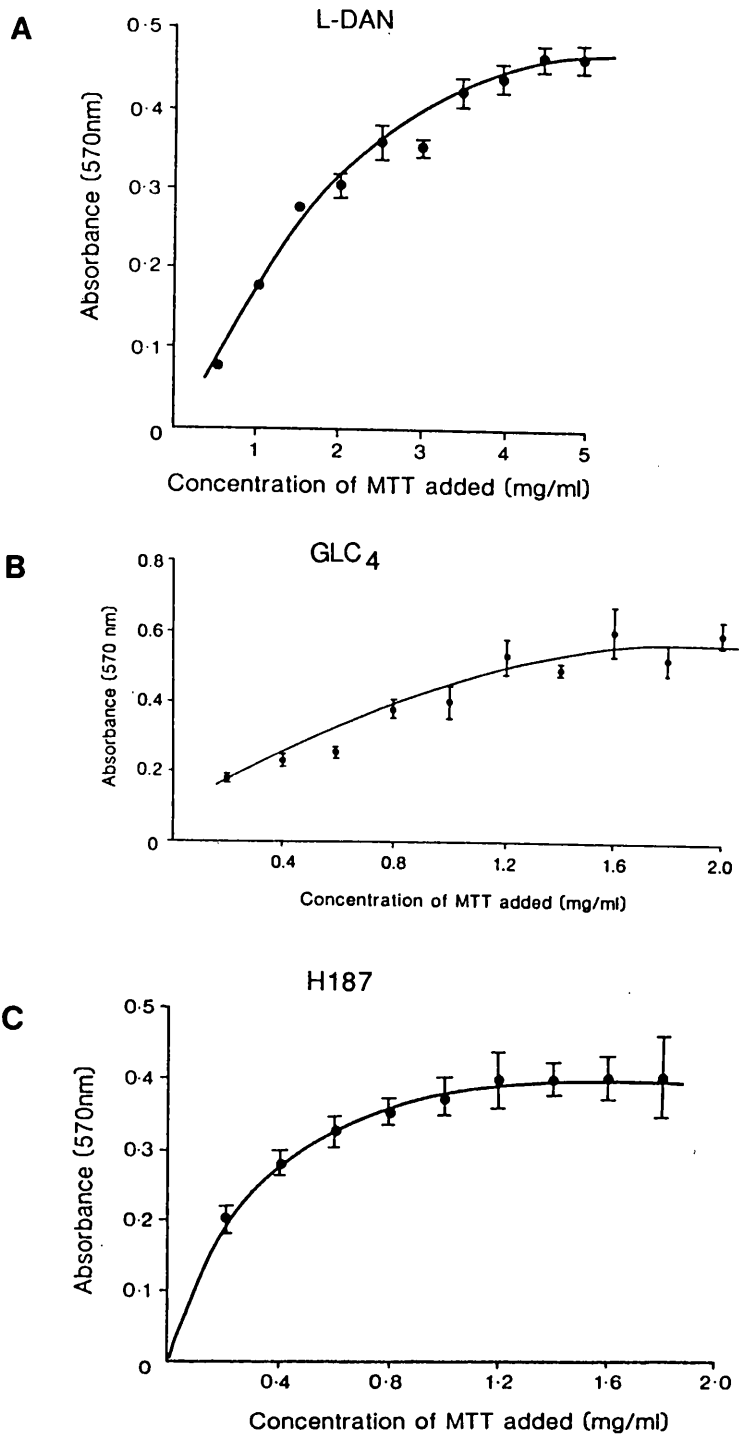 A
L-DAN
0·5
0·4
0·3
0·2
0·1
0
Absorbance (570nm)
1 2 3 4 5
Concentration of MTT added (mg/ml)
B
GLC4
0.8
0.6
0.4
0.2
0
Absorbance (570 nm)
0.4 0.8 1.2 1.6 2.0
Concentration of MTT added (mg/ml)
C
H187
0·5
0·4
0·3
0·2
0·1
0
Absorbance (570nm)
0·4 0·8 1·2 1·6 2·0
Concentration of MTT added (mg/ml)